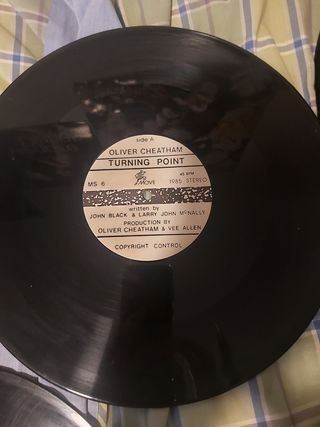 side A
OLIVER CHEATHAM
TURNING POINT
MS 6
MOVE
45 RPM
1985 STEREO
written by
JOHN BLACK & LARRY JOHN McNALLY
PRODUCTION BY
OLIVER CHEATHAM & VEE ALLEN
COPYRIGHT CONTROL